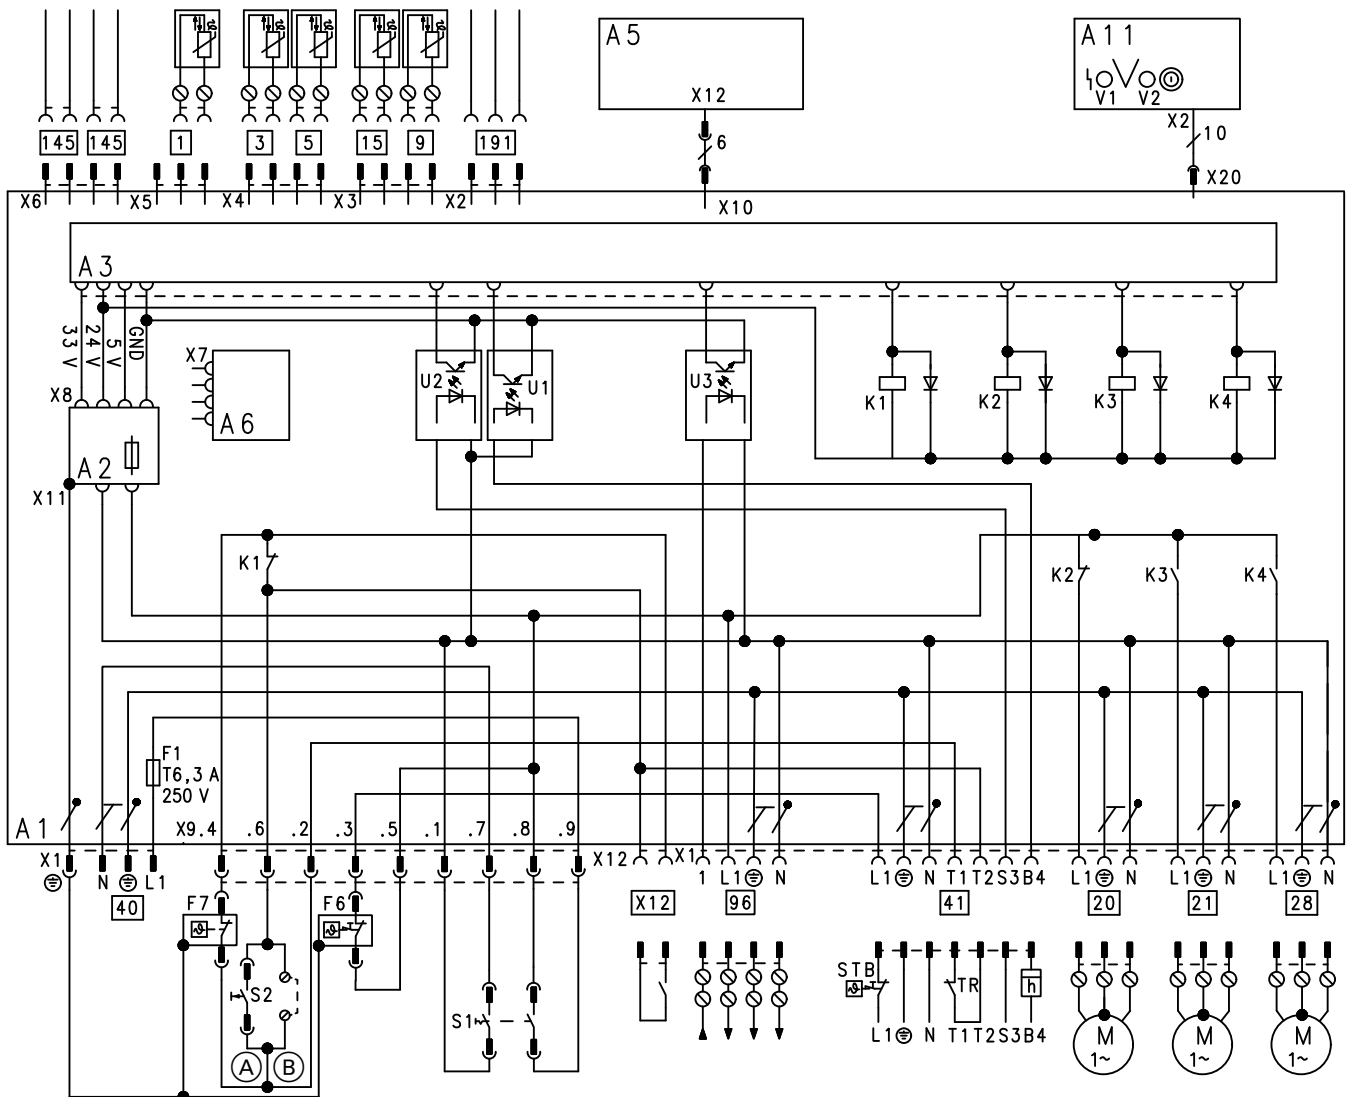 A5
A11
X12
V1 V2
X2 10
6
145 145 1 3 5 15 9 191
X20
X6 X5 X4 X3 X2
X10
A3
33 V
24 V
5 V
GND
X7
U2 U1 U3
X8
K1 K2 K3 K4
A6
A2
X11
K1 K2 K3 K4
F1
T6,3 A
250 V
A1 X9.4 .6 .2 .3 .5 .1 .7 .8 .9
X1 X12 X1
N L1 1 L1 N L1 N T1 T2 S3 B4 L1 N L1 N L1 N
40 F7 F6 X12 96 41 20 21 28
STB
TR
h
S2
S1
L1 N T1 T2 S3 B4
M M M
1~ 1~ 1~
A B